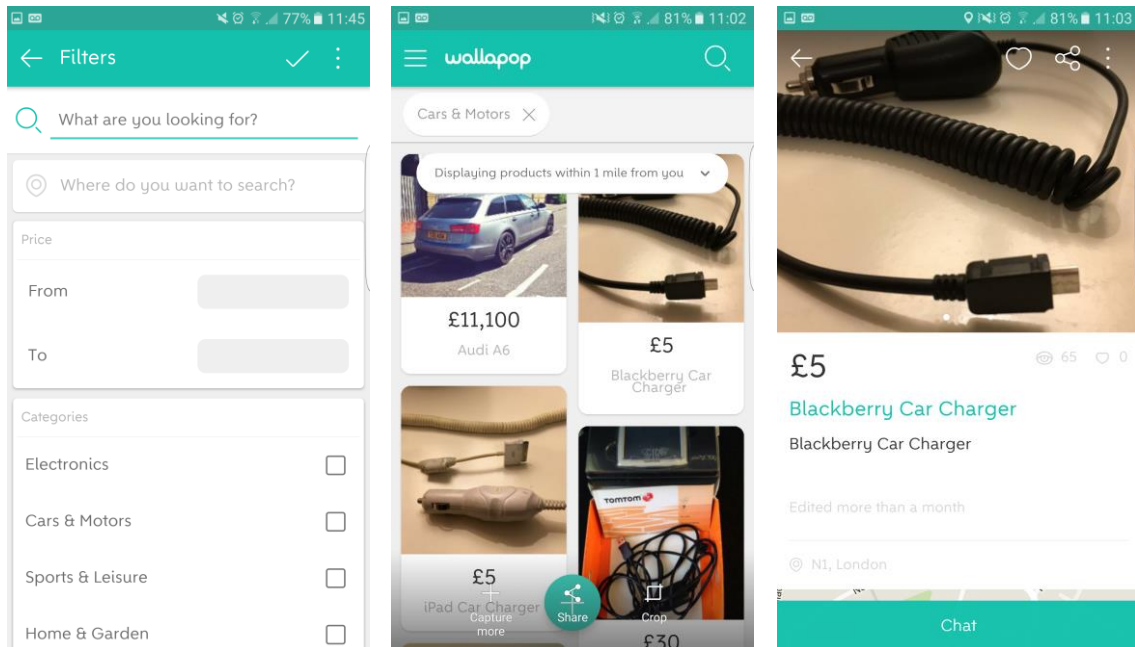 77% 11:45
Filters
What are you looking for?
Where do you want to search?
Price
From
To
Categories
Electronics
Cars & Motors
Sports & Leisure
Home & Garden
81% 11:02
wallapop
Cars & Motors
Displaying products within 1 mile from you
£11,100
Audi A6
£5
Blackberry Car
Charger
TOMTOM
£5
iPad Car Charger
Capture
more
Share
Crop
£30
81% 11:03
£5
65 0
Blackberry Car Charger
Blackberry Car Charger
Edited more than a month
N1, London
Chat